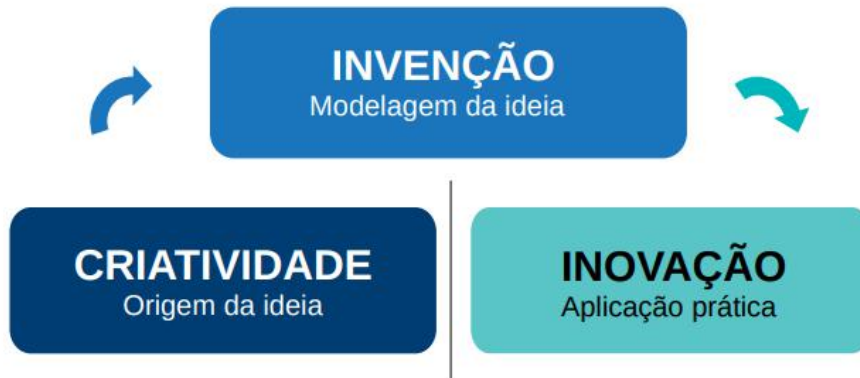 INVENÇÃO
Modelagem da ideia
CRIATIVIDADE
Origem da ideia
INOVAÇÃO
Aplicação prática